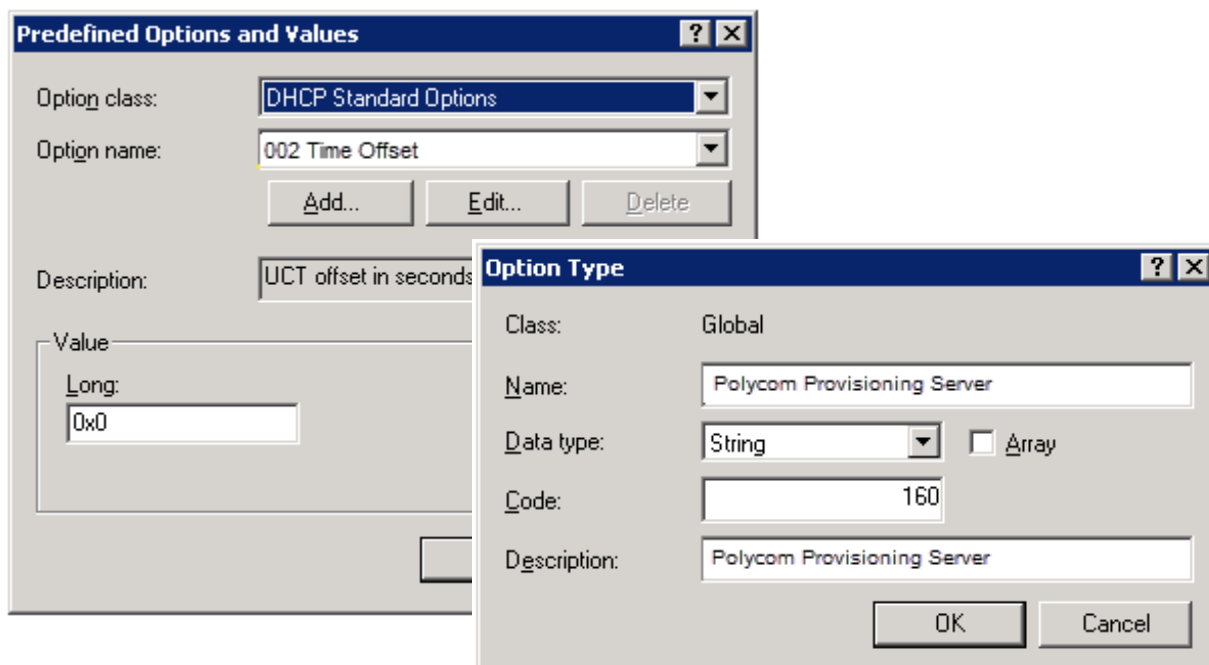 Predefined Options and Values
Option class:
DHCP Standard Options
Option name:
002 Time Offset
Add...
Edit...
Delete
Description:
UCT offset in seconds
Value
Long:
0x0
Option Type
Class:
Global
Name:
Polycom Provisioning Server
Data type:
String
Array
Code:
160
Description:
Polycom Provisioning Server
OK
Cancel